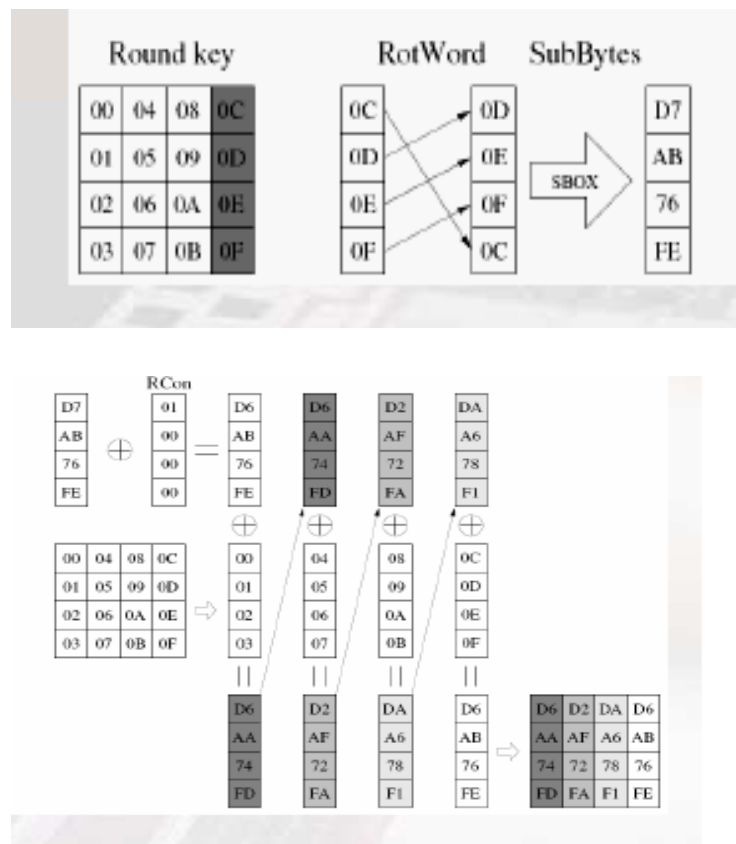 Round key RotWord SubBytes
00 04 08 0C 0C 0D D7
01 05 09 0D 0D 0E AB
02 06 0A 0E 0E 0F SBOX 76
03 07 0B 0F 0F 0C FE
RCon
D7 01 D6 D6 D2 DA
AB 00 AB AA AF A6
76 00 76 74 72 78
FE 00 FE FD FA F1
00 04 08 0C 00 04 08 0C
01 05 09 0D 01 05 09 0D
02 06 0A 0E 02 06 0A 0E
03 07 0B 0F 03 07 0B 0F
D6 D2 DA D6 D6 D2 DA D6
AA AF A6 AB AA AF A6 AB
74 72 78 76 74 72 78 76
FD FA F1 FE FD FA F1 FE